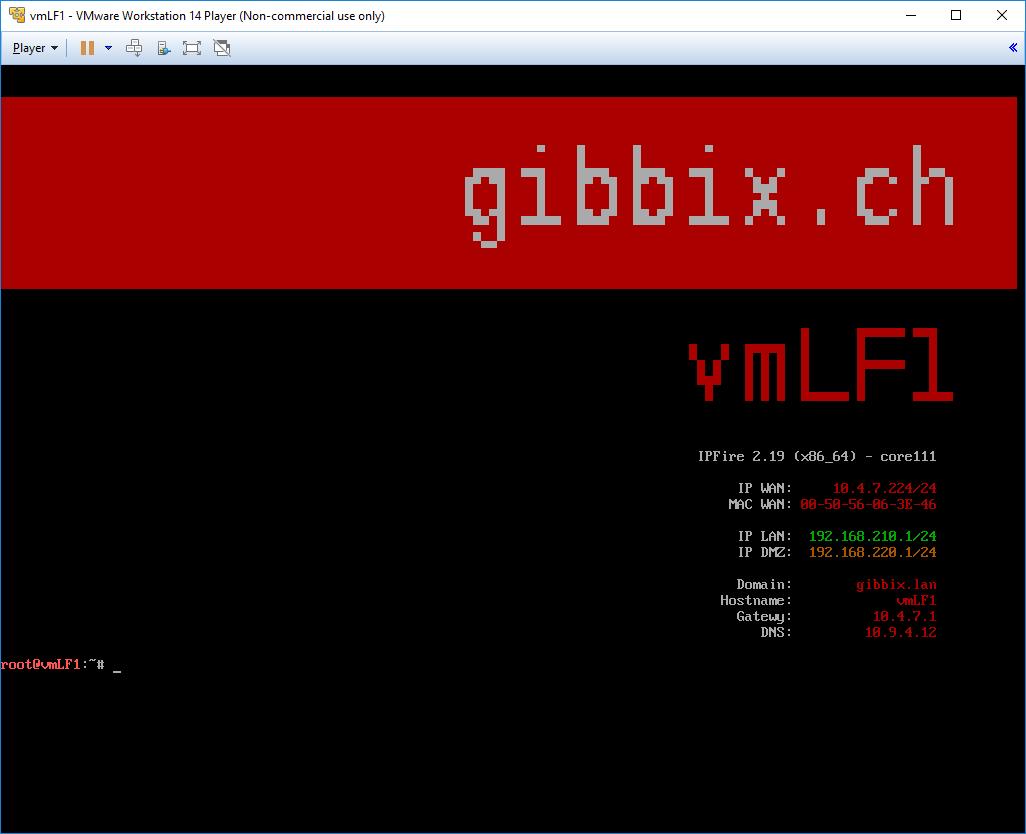 vmLF1 - VMware Workstation 14 Player (Non-commercial use only)
Player
gibbix.ch
vmLF1
IPFire 2.19 (x86_64) - core111
IP WAN: 10.4.7.224/24
MAC WAN: 00-50-56-06-3E-46
IP LAN: 192.168.210.1/24
IP DMZ: 192.168.220.1/24
Domain: gibbix.lan
Hostname: vmLF1
Gatewy: 10.4.7.1
DNS: 10.9.4.12
root@vmLF1:~# _